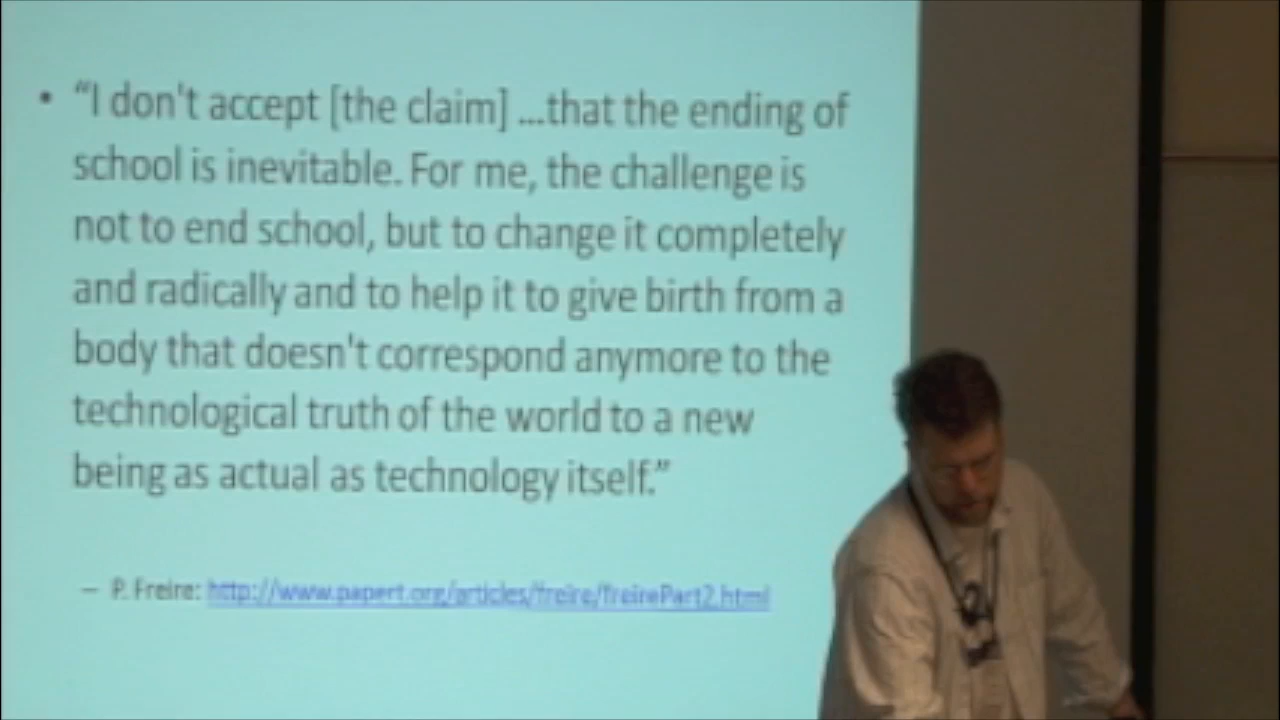 • “I don't accept [the claim] ...that the ending of
school is inevitable. For me, the challenge is
not to end school, but to change it completely
and radically and to help it to give birth from a
body that doesn't correspond anymore to the
technological truth of the world to a new
being as actual as technology itself.”
– P. Freire: http://www.papert.org/articles/freire/freirePart2.html